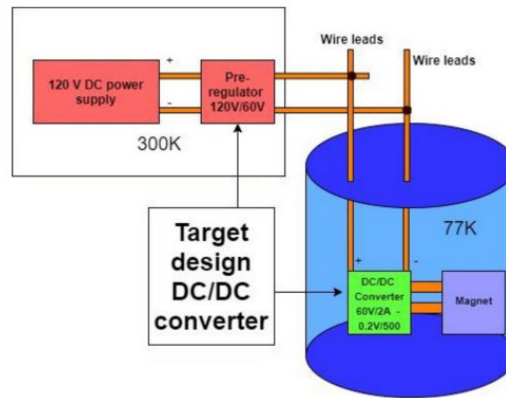 Wire leads
Wire leads
+
120 V DC power
supply
-
Pre-
regulator
120V/60V
300K
77K
Target
design
DC/DC
converter
+
-
DC/DC
Converter
60V/2A -
0.2V/500
Magnet